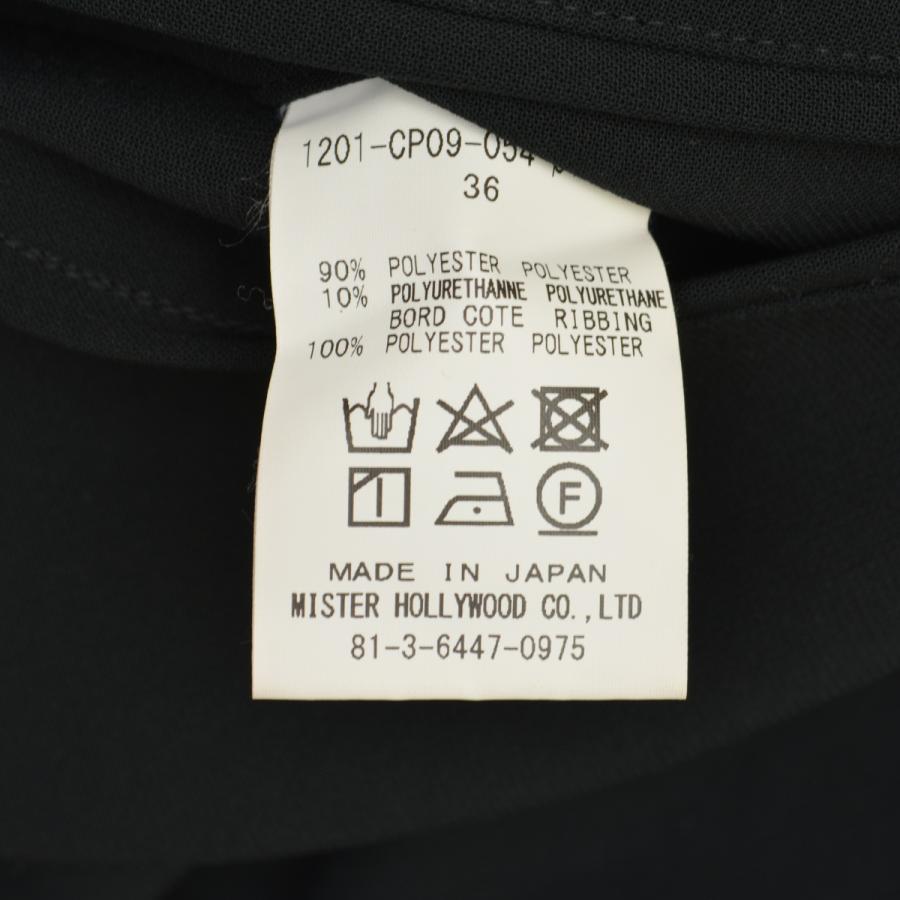 1201-CP09-054
36
90% POLYESTER POLYESTER
10% POLYURETHANNE POLYURETHANE
BORD COTE RIBBING
100% POLYESTER POLYESTER
F
MADE IN JAPAN
MISTER HOLLYWOOD CO.,LTD
81-3-6447-0975